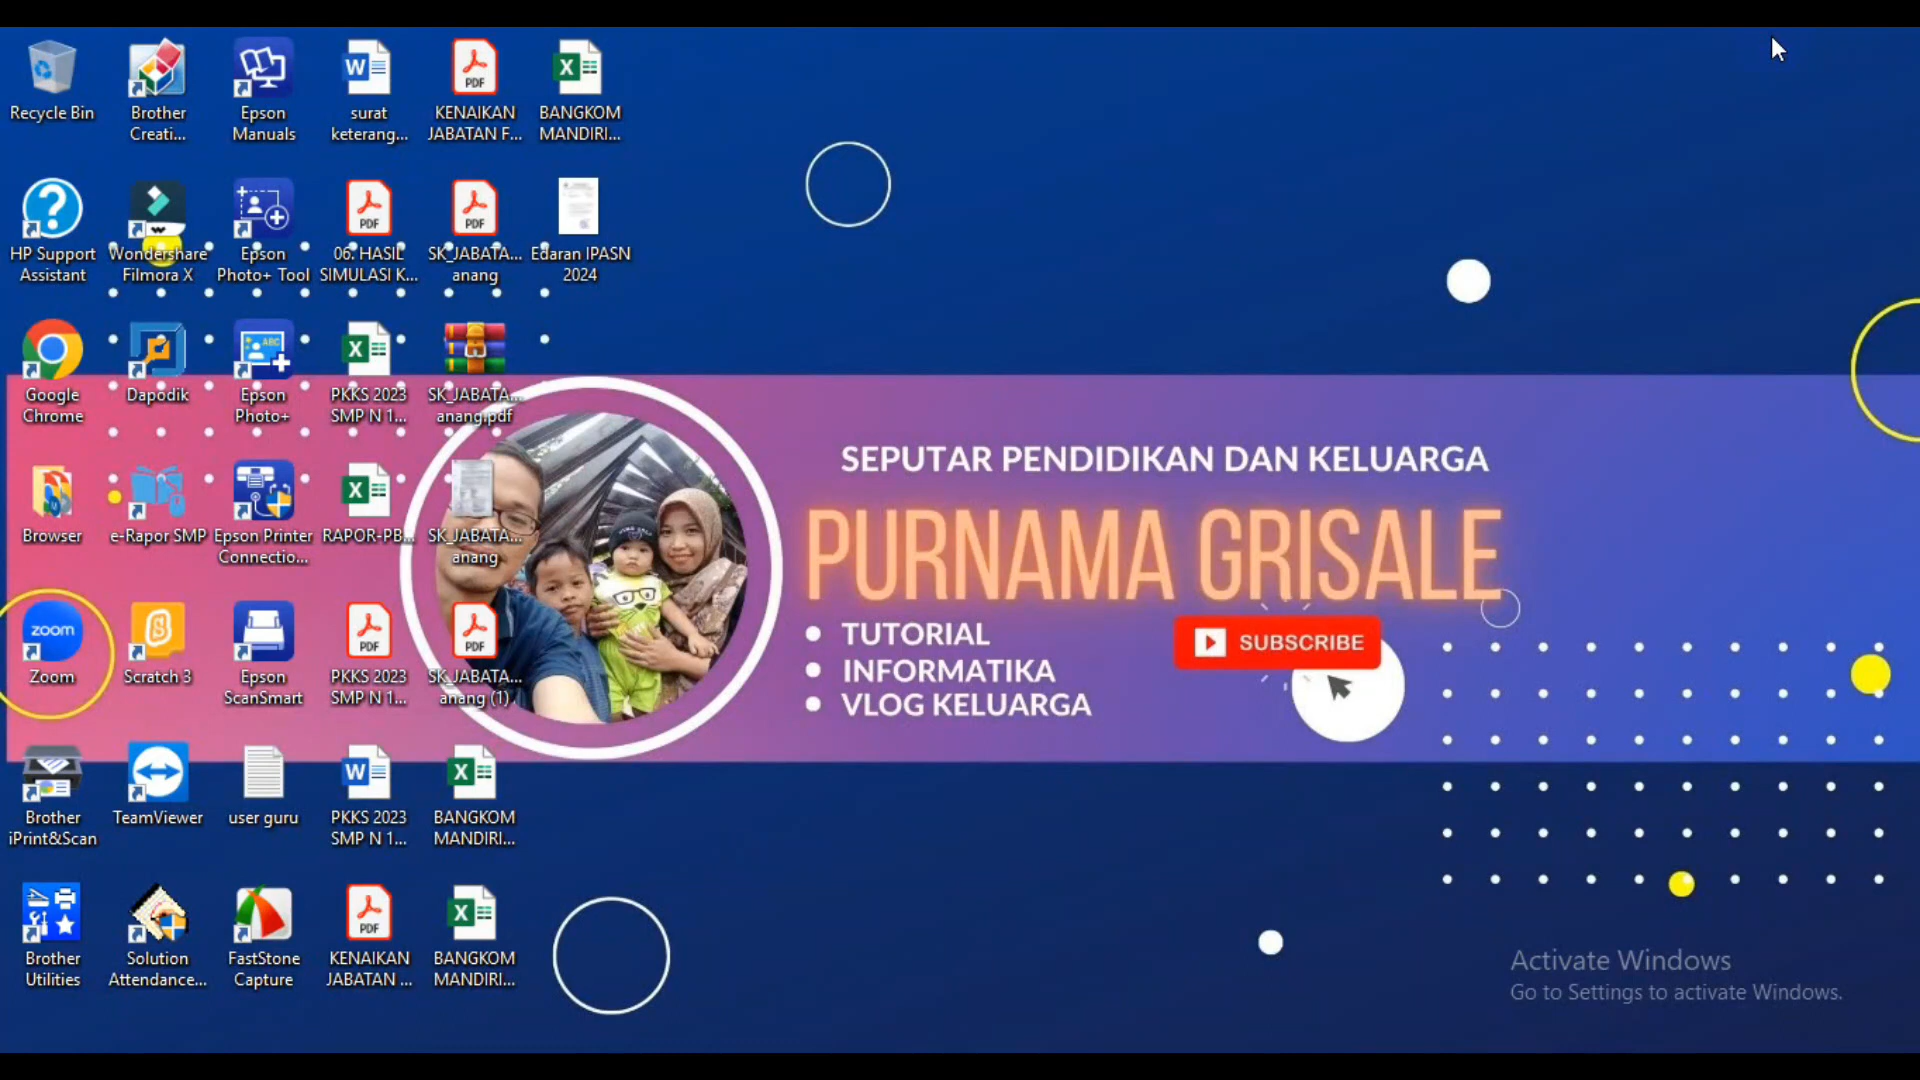 Recycle Bin
Brother
Creati...
Epson
Manuals
surat
keterang...
KENAIKAN
JABATAN F...
BANGKOM
MANDIRI...
HP Support
Assistant
Wondershare
Filmora X
Epson
Photo+ Tool
06. HASIL
SIMULASI K...
SK_JABATA...
anang
Edaran IPASN
2024
Google
Chrome
Dapodik
Epson
Photo+
PKKS 2023
SMP N 1...
SK_JABATA...
anang.pdf
Browser
e-Rapor SMP
Epson Printer
Connectio...
RAPOR-PB...
SK_JABATA...
anang
zoom
Zoom
Scratch 3
Epson
ScanSmart
PKKS 2023
SMP N 1...
SK_JABATA...
anang (1)
Brother
iPrint&Scan
TeamViewer
user guru
PKKS 2023
SMP N 1...
BANGKOM
MANDIRI...
Brother
Utilities
Solution
Attendance...
FastStone
Capture
KENAIKAN
JABATAN ...
BANGKOM
MANDIRI...
SEPUTAR PENDIDIKAN DAN KELUARGA
PURNAMA GRISALE
• TUTORIAL
• INFORMATIKA
• VLOG KELUARGA
SUBSCRIBE
Activate Windows
Go to Settings to activate Windows.